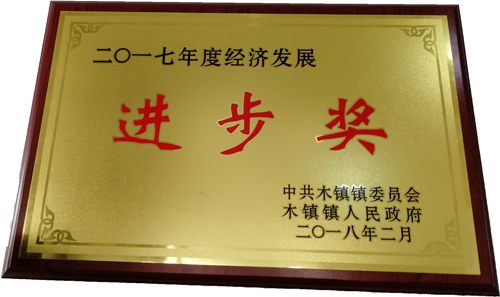 二〇一七年度经济发展
进步奖
中共木镇镇委员会
木镇镇人民政府
二〇一八年二月